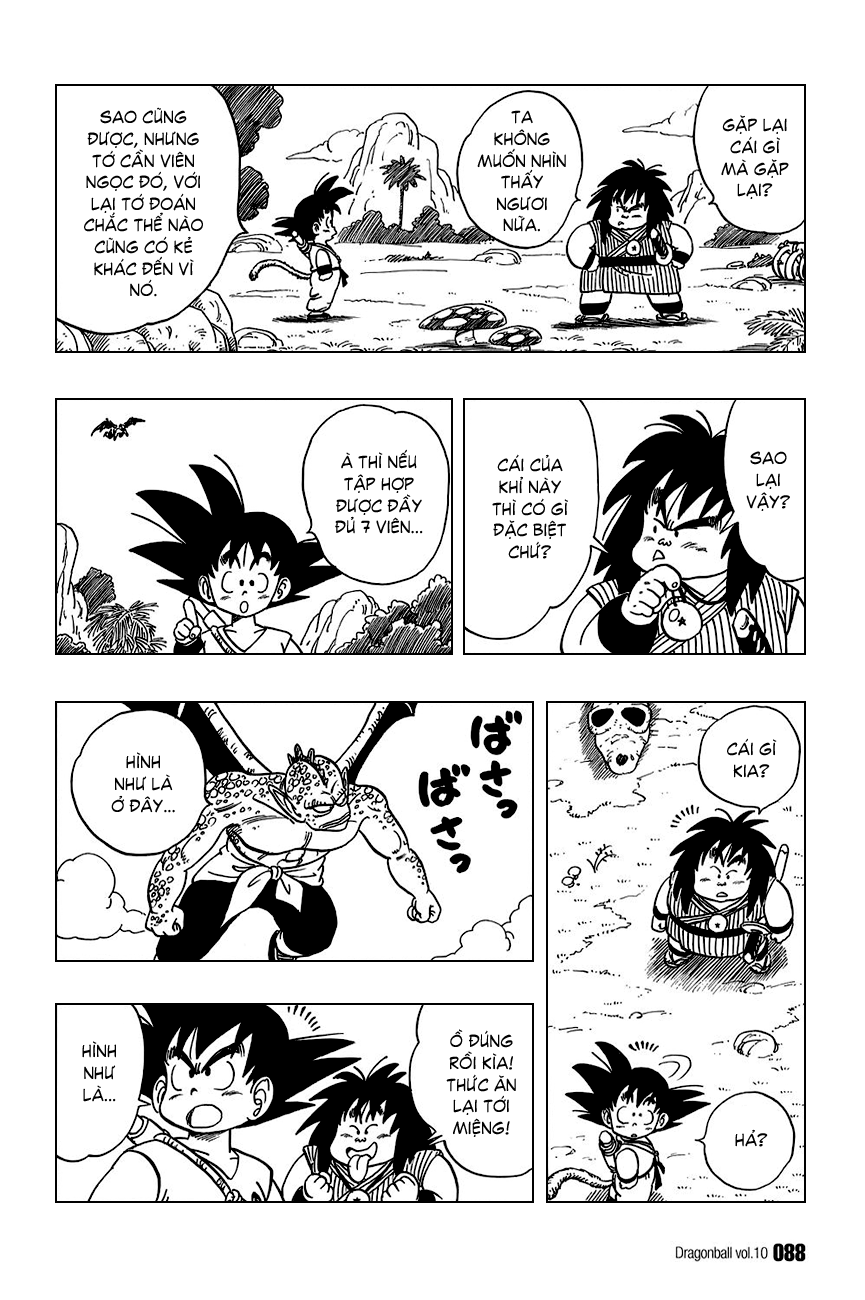 GẶP LẠI
CÁI GÌ
MÀ GẶP
LẠI?
TA
KHÔNG
MUỐN NHÌN
THẤY
NGƯƠI
NỮA.
SAO CŨNG
ĐƯỢC, NHƯNG
TỚ CẦN VIÊN
NGỌC ĐÓ, VỚI
LẠI TỚ ĐOÁN
CHẮC THỂ NÀO
CŨNG CÓ KẺ
KHÁC ĐẾN VÌ
NÓ.
SAO
LẠI
VẬY?
CÁI CỦA
KHỈ NÀY
THÌ CÓ GÌ
ĐẶC BIỆT
CHỨ?
À THÌ NẾU
TẬP HỢP
ĐƯỢC ĐẦY
ĐỦ 7 VIÊN...
CÁI GÌ
KIA?
HẢ?
ばさっ
ばさっ
HÌNH
NHƯ LÀ
Ở ĐÂY...
Ồ ĐÚNG
RỒI KÌA!
THỨC ĂN
LẠI TỚI
MIỆNG!
HÌNH
NHƯ
LÀ...
Dragonball vol.10 088